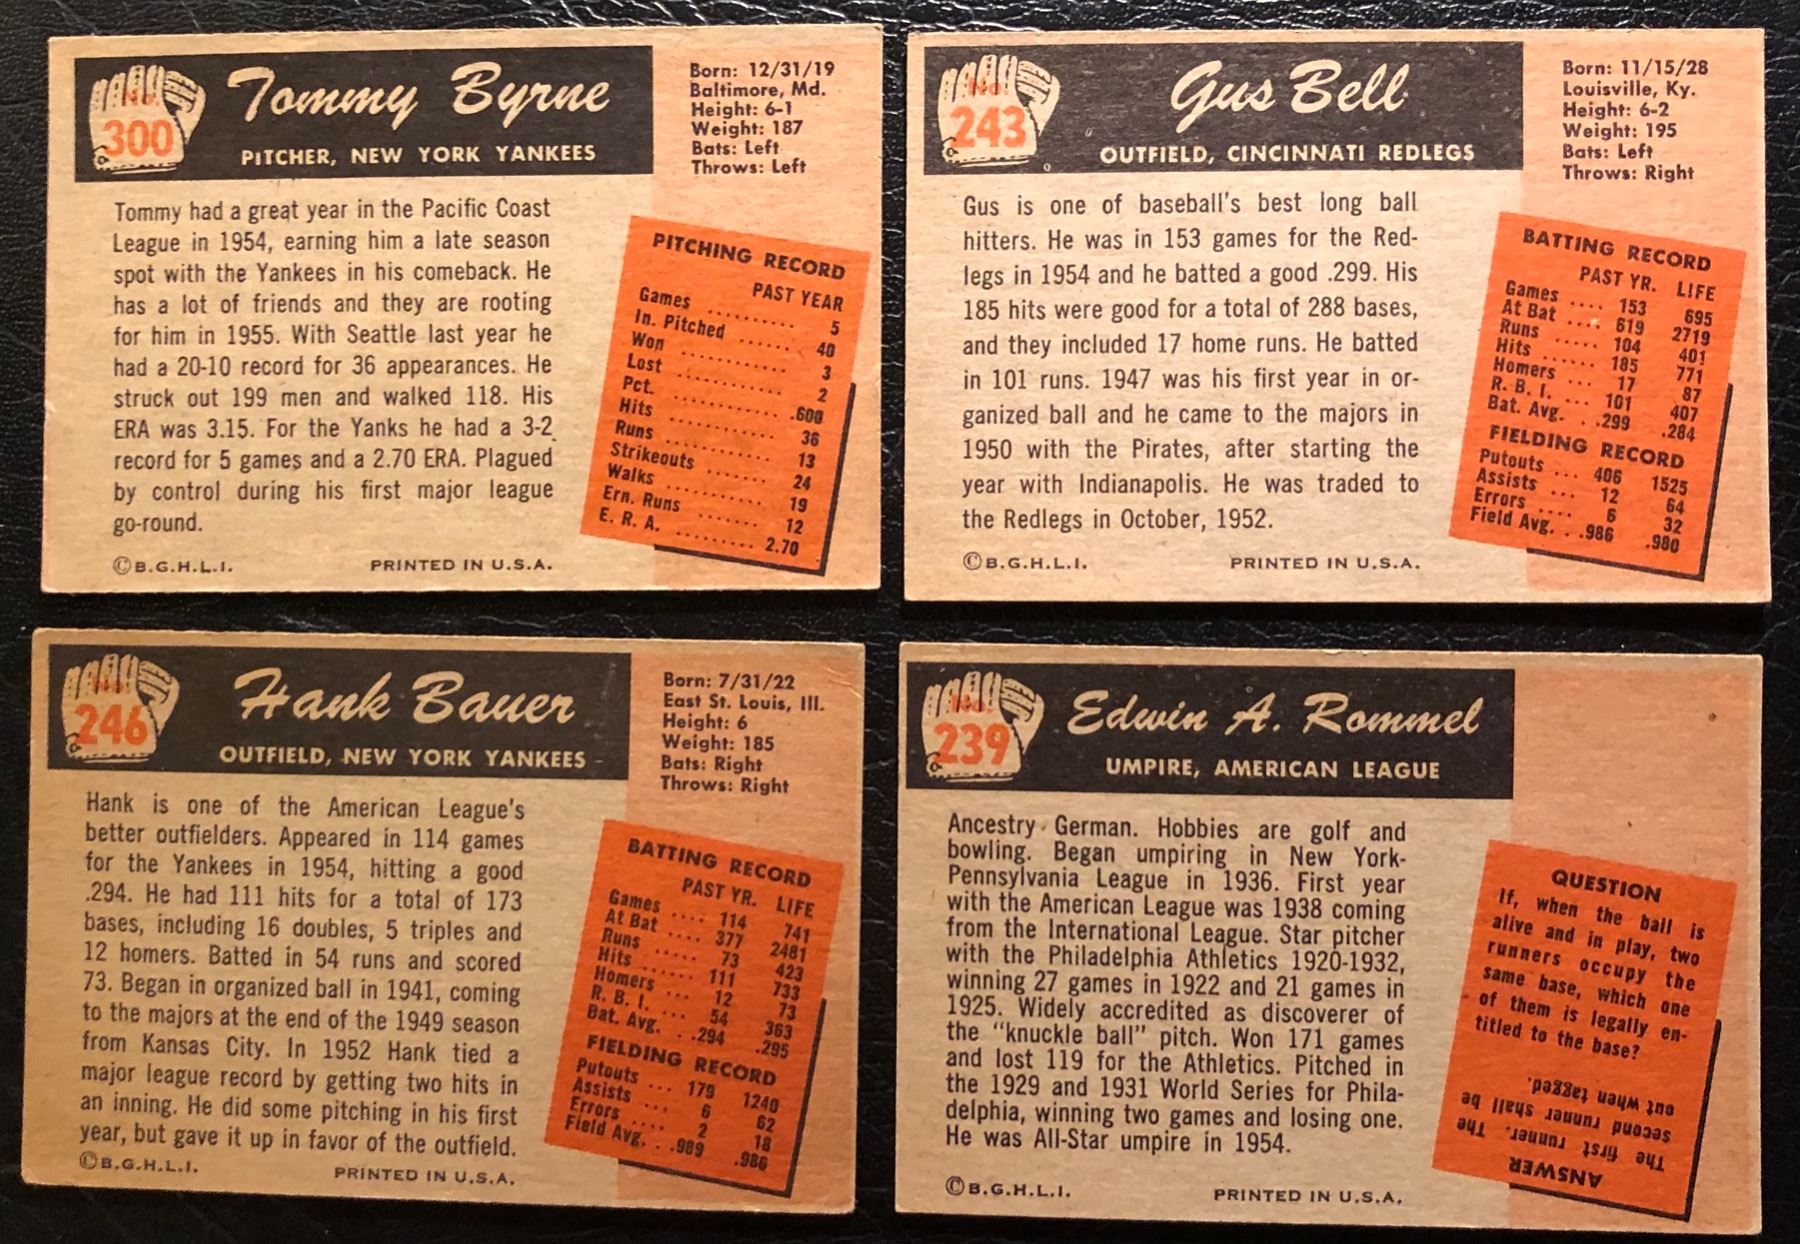 No.
300
Tommy Byrne
PITCHER, NEW YORK YANKEES
Born: 12/31/19
Baltimore, Md.
Height: 6-1
Weight: 187
Bats: Left
Throws: Left
Tommy had a great year in the Pacific Coast
League in 1954, earning him a late season
spot with the Yankees in his comeback. He
has a lot of friends and they are rooting
for him in 1955. With Seattle last year he
had a 20-10 record for 36 appearances. He
struck out 199 men and walked 118. His
ERA was 3.15. For the Yanks he had a 3-2
record for 5 games and a 2.70 ERA. Plagued
by control during his first major league
go-round.
PITCHING RECORD
PAST YEAR
Games .......... 5
In. Pitched ....... 40
Won .......... 3
Lost .......... 2
Pct. .......... .600
Hits .......... 36
Runs .......... 13
Strikeouts ...... 24
Walks .......... 19
Ern. Runs ....... 12
E. R. A. ......... 2.70
©B.G.H.L.I. PRINTED IN U.S.A.
No.
243
Gus Bell
OUTFIELD, CINCINNATI REDLEGS
Born: 11/15/28
Louisville, Ky.
Height: 6-2
Weight: 195
Bats: Left
Throws: Right
Gus is one of baseball's best long ball
hitters. He was in 153 games for the Red-
legs in 1954 and he batted a good .299. His
185 hits were good for a total of 288 bases,
and they included 17 home runs. He batted
in 101 runs. 1947 was his first year in or-
ganized ball and he came to the majors in
1950 with the Pirates, after starting the
year with Indianapolis. He was traded to
the Redlegs in October, 1952.
BATTING RECORD
PAST YR. LIFE
Games .... 153 695
At Bat .... 619 2719
Runs ..... 104 401
Hits ...... 185 771
Homers ... 17 87
R. B. I. ... 101 407
Bat. Avg. . .299 .284
FIELDING RECORD
Putouts ... 406 1525
Assists ... 12 64
Errors .... 6 32
Field Avg. . .986 .980
©B.G.H.L.I. PRINTED IN U.S.A.
No.
246
Hank Bauer
OUTFIELD, NEW YORK YANKEES
Born: 7/31/22
East St. Louis, Ill.
Height: 6
Weight: 185
Bats: Right
Throws: Right
Hank is one of the American League's
better outfielders. Appeared in 114 games
for the Yankees in 1954, hitting a good
.294. He had 111 hits for a total of 173
bases, including 16 doubles, 5 triples and
12 homers. Batted in 54 runs and scored
73. Began in organized ball in 1941, coming
to the majors at the end of the 1949 season
from Kansas City. In 1952 Hank tied a
major league record by getting two hits in
an inning. He did some pitching in his first
year, but gave it up in favor of the outfield.
BATTING RECORD
PAST YR. LIFE
Games .... 114 741
At Bat .... 377 2481
Runs ..... 73 423
Hits ...... 111 733
Homers ... 12 73
R. B. I. ... 54 363
Bat. Avg. . .294 .295
FIELDING RECORD
Putouts ... 179 1240
Assists ... 6 62
Errors .... 2 18
Field Avg. . .989 .986
©B.G.H.L.I. PRINTED IN U.S.A.
No.
239
Edwin A. Rommel
UMPIRE, AMERICAN LEAGUE
Ancestry German. Hobbies are golf and
bowling. Began umpiring in New York-
Pennsylvania League in 1936. First year
with the American League was 1938 coming
from the International League. Star pitcher
with the Philadelphia Athletics 1920-1932,
winning 27 games in 1922 and 21 games in
1925. Widely accredited as discoverer of
the "knuckle ball" pitch. Won 171 games
and lost 119 for the Athletics. Pitched in
the 1929 and 1931 World Series for Phila-
delphia, winning two games and losing one.
He was All-Star umpire in 1954.
QUESTION
If, when the ball is
alive and in play, two
runners occupy the
same base, which one
of them is legally en-
titled to the base?
ANSWER
The first runner. The
second runner shall be
out when tagged.
©B.G.H.L.I. PRINTED IN U.S.A.